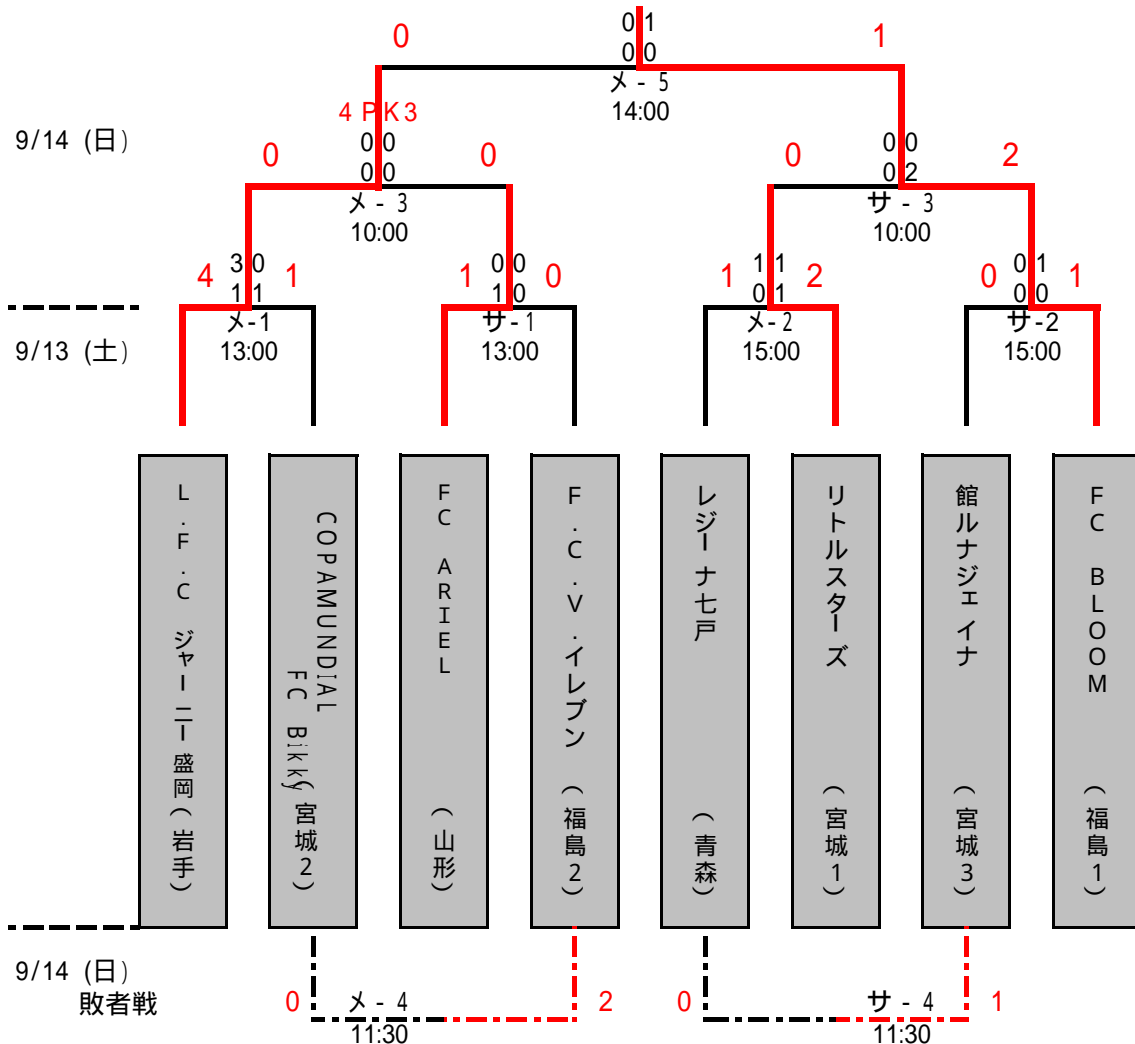 0 0 1 1
0 0
メ - 5
14:00
9/14 (日)
4 PK 3
0 0 0 0
0 0
メ - 3
10:00
0 0 0 2
0 2
サ - 3
10:00
4 3 0 1
1 1
メ-1
13:00
1 0 0 0
1 0
サ-1
13:00
1 1 1 2
0 1
メ-2
15:00
0 0 1 1
0 0
サ-2
15:00
9/13 (土)
L.F.C ジャーニー盛岡(岩手)
COPAMUNDIAL
FC Bikky(宮城2)
FC ARIEL (山形)
F.C.V.イレブン (福島2)
レジーナ七戸 (青森)
リトルスターズ (宮城1)
館ルナジェイナ (宮城3)
FC BLOOM (福島1)
9/14 (日)
敗者戦
0 メ - 4 2
11:30
0 サ - 4 1
11:30